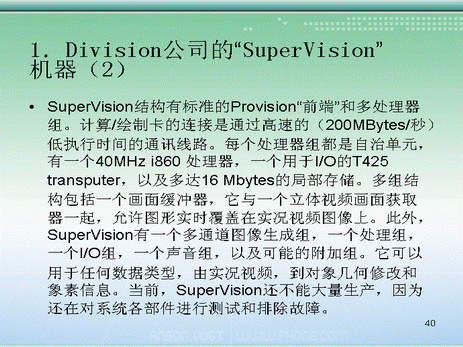 1. Division公司的“SuperVision”
机器（2）
• SuperVision结构有标准的Provision“前端”和多处理器
组。计算/绘制卡的连接是通过高速的（200MBytes/秒）
低执行时间的通讯线路。每个处理器组都是自治单元，
有一个40MHz i860 处理器，一个用于I/O的T425
transputer，以及多达16 Mbytes的局部存储。多组结
构包括一个画面缓冲器，它与一个立体视频画面获取
器一起，允许图形实时覆盖在实况视频图像上。此外，
SuperVision有一个多通道图像生成组，一个处理组，
一个I/O组，一个声音组，以及可能的附加组。它可以
用于任何数据类型，由实况视频，到对象几何修改和
象素信息。当前，SuperVision还不能大量生产，因为
还在对系统各部件进行测试和排除故障。
40